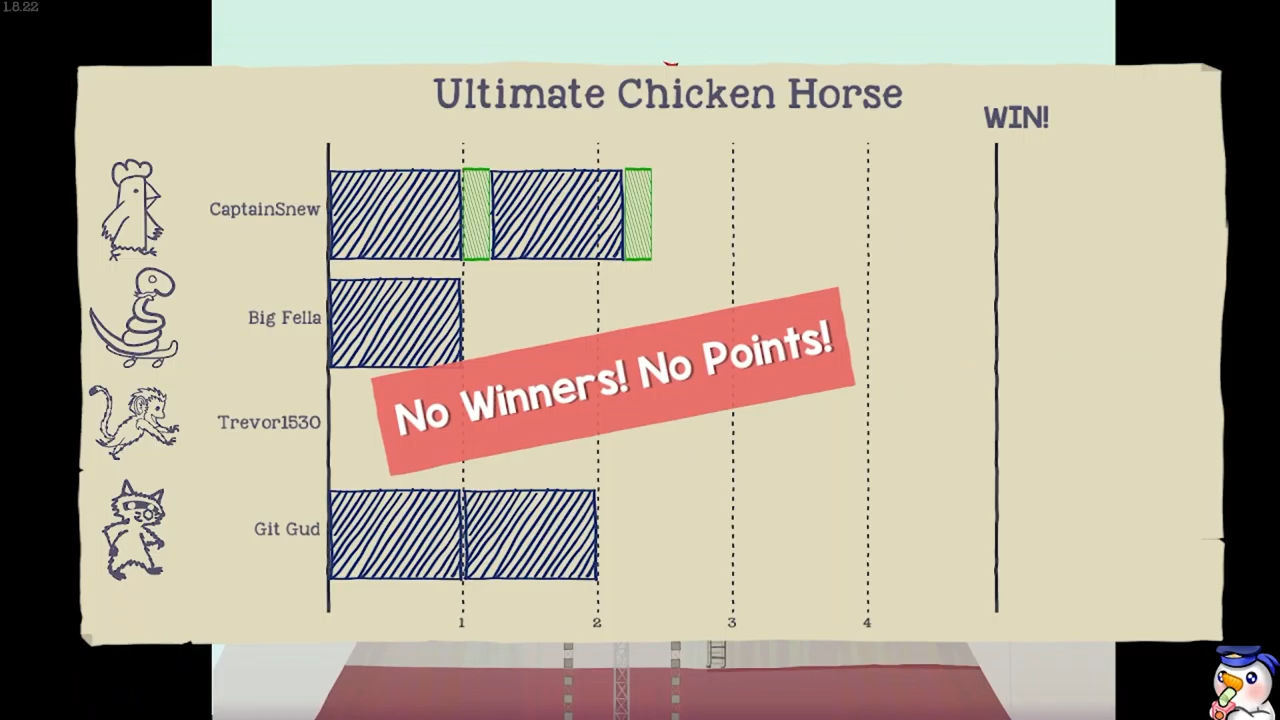 1.8.22
Ultimate Chicken Horse
WIN!
CaptainSnew
Big Fella
No Winners! No Points!
Trevor1530
Git Gud
1 2 3 4